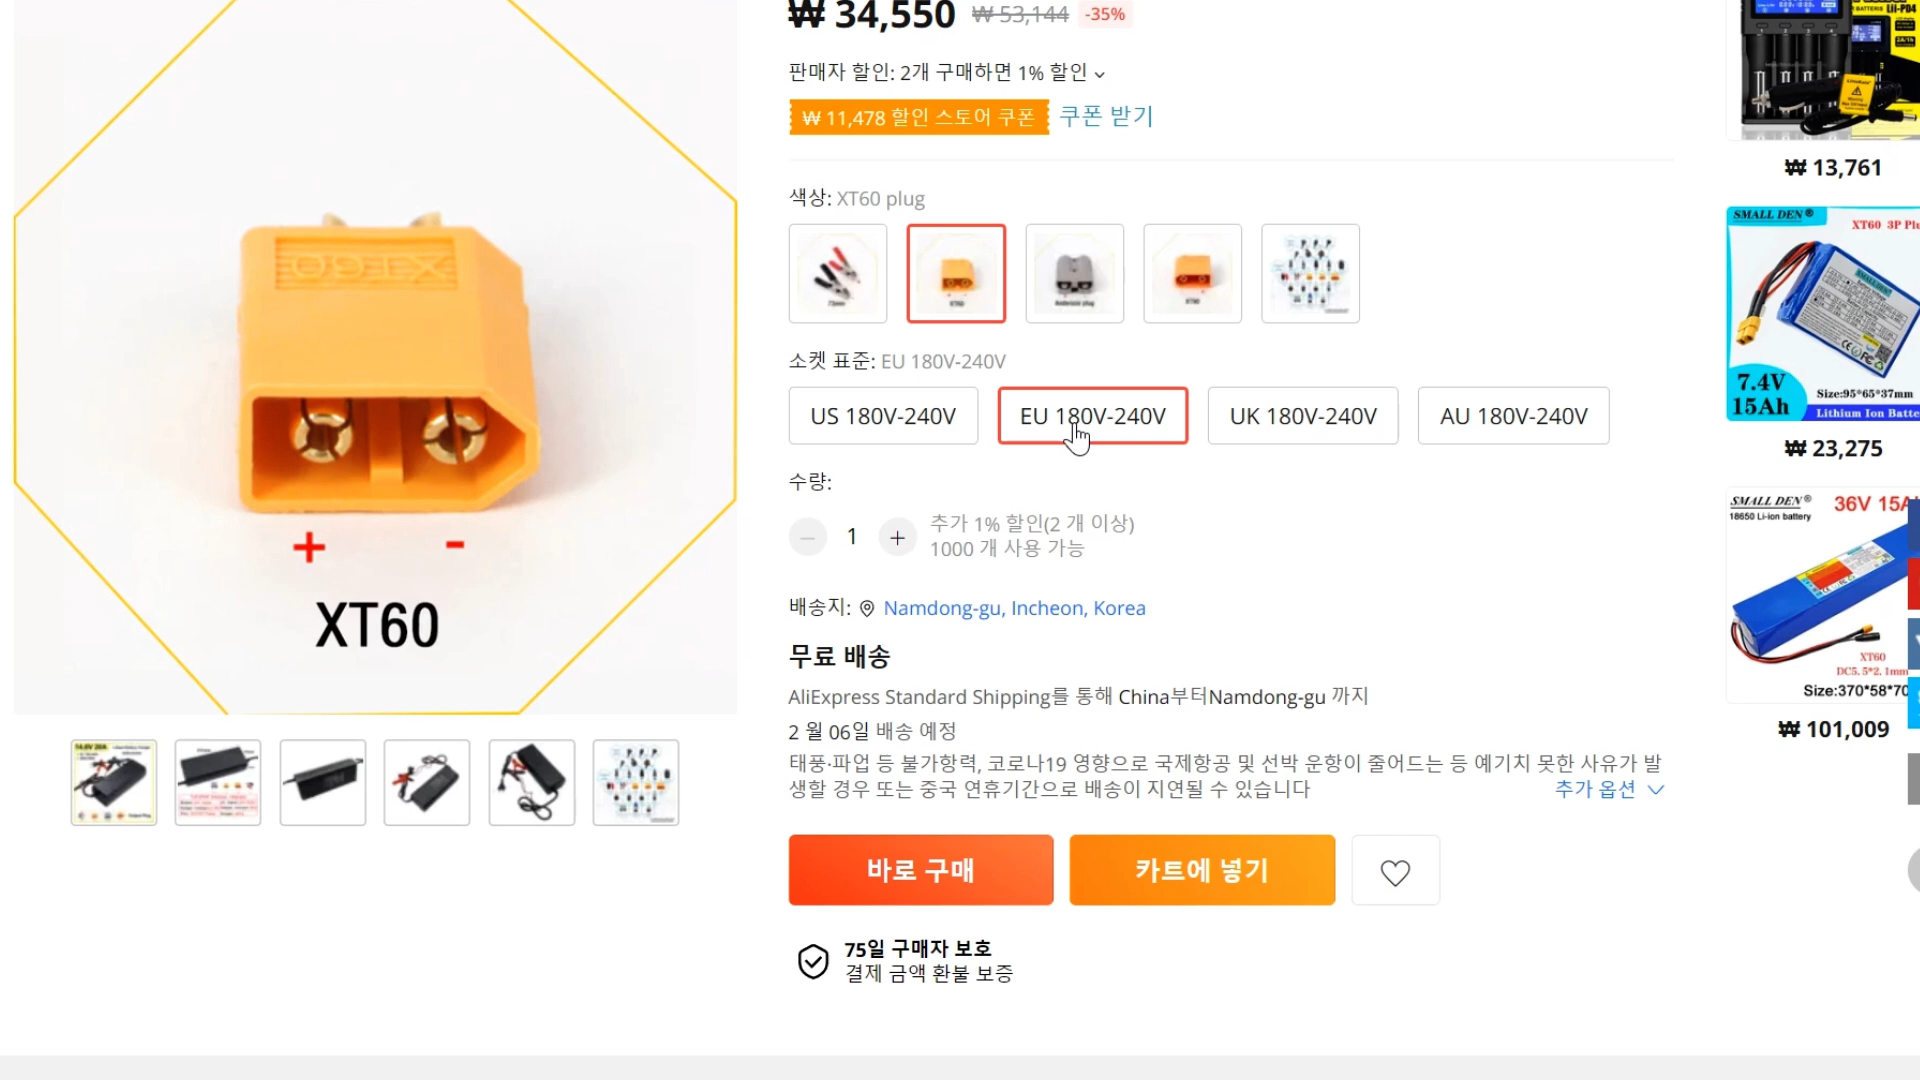 ₩ 34,550 ₩ 53,144 -35%
판매자 할인: 2개 구매하면 1% 할인
₩ 11,478 할인 스토어 쿠폰 쿠폰 받기
색상: XT60 plug
소켓 표준: EU 180V-240V
US 180V-240V
EU 180V-240V
UK 180V-240V
AU 180V-240V
수량:
1
추가 1% 할인(2 개 이상)
1000 개 사용 가능
배송지: Namdong-gu, Incheon, Korea
무료 배송
AliExpress Standard Shipping를 통해 China부터Namdong-gu 까지
2 월 06일 배송 예정
태풍·파업 등 불가항력, 코로나19 영향으로 국제항공 및 선박 운항이 줄어드는 등 예기치 못한 사유가 발
생할 경우 또는 중국 연휴기간으로 배송이 지연될 수 있습니다
추가 옵션
바로 구매
카트에 넣기
75일 구매자 보호
결제 금액 환불 보증
XT60
+ -
XT60
Lii-PD4
₩ 13,761
SMALL DEN®
XT60 3P Plu
7.4V
15Ah
Size:95*65*37mm
Lithium Ion Batte
₩ 23,275
SMALL DEN®
36V 15A
18650 Li-ion battery
XT60
DC5.5*2.1mm
Size:370*58*70
₩ 101,009